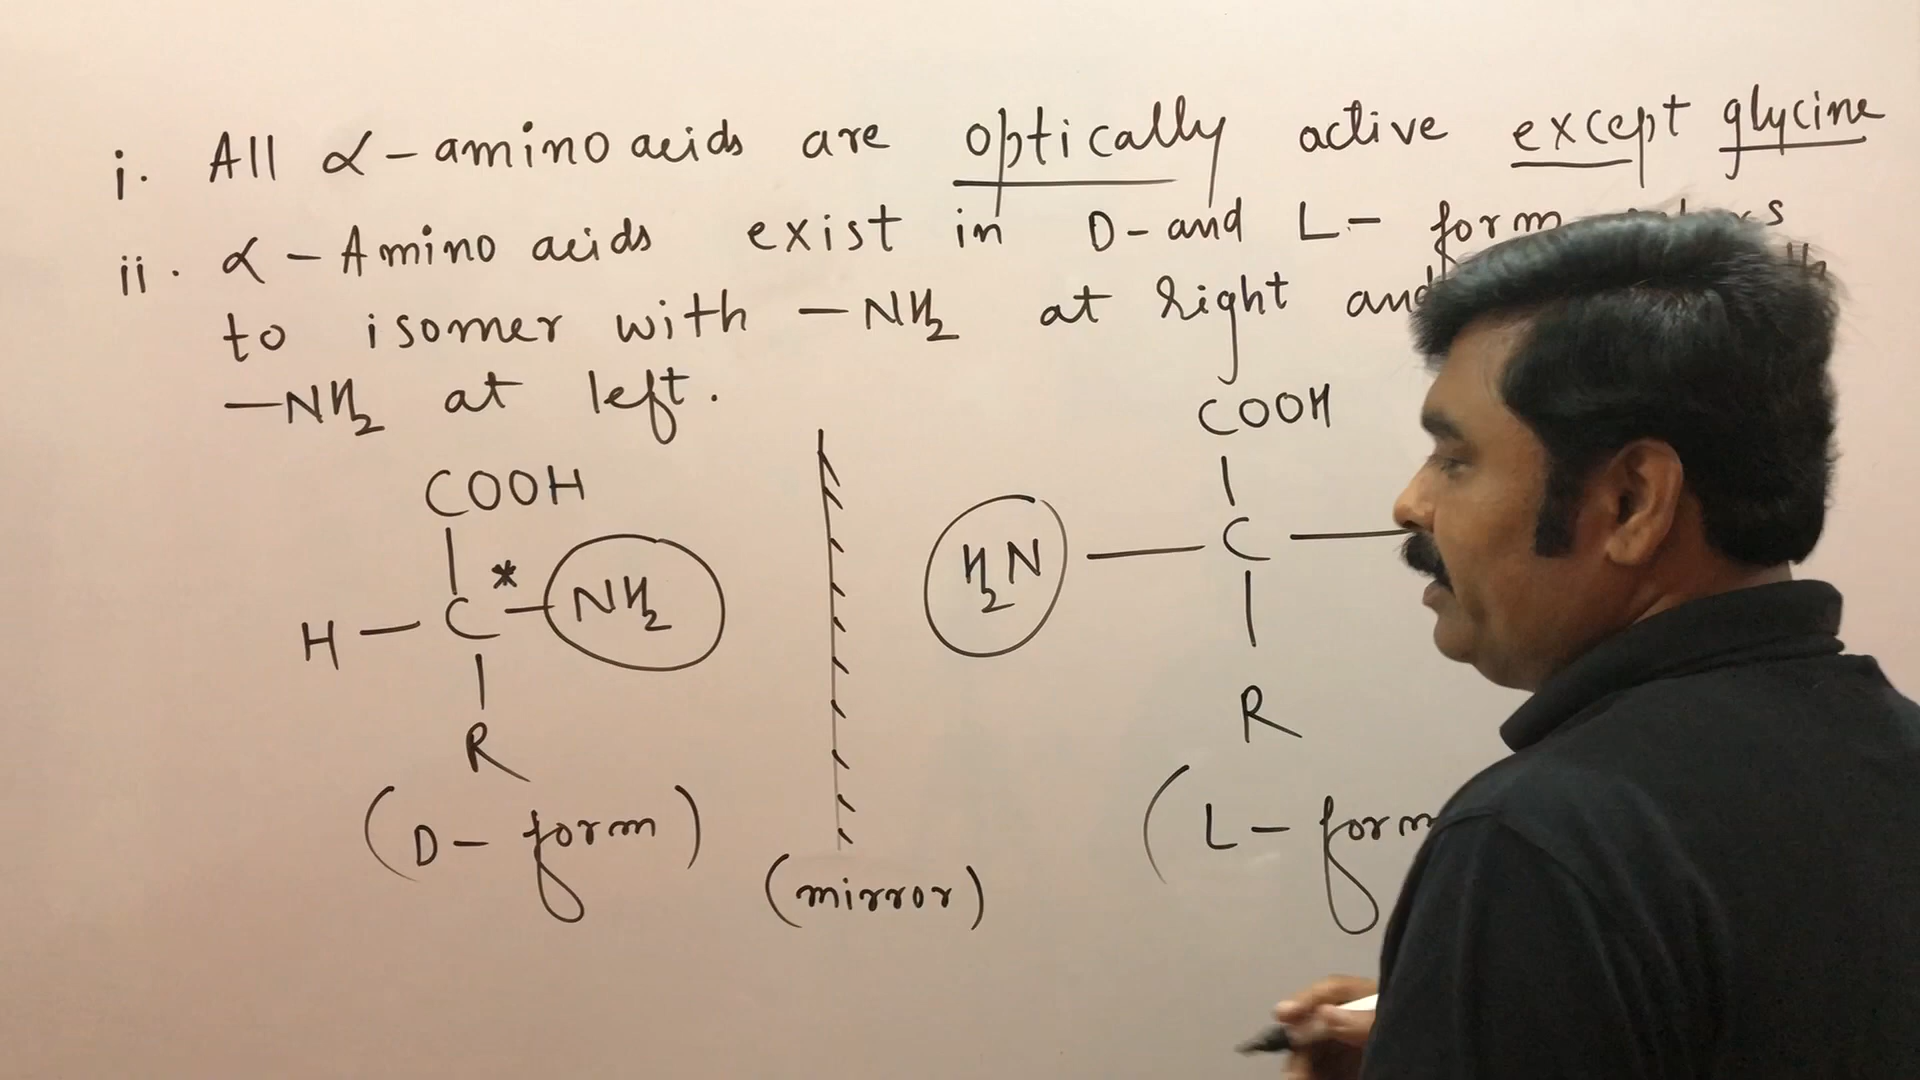 i. All α-amino acids are optically active except glycine
ii. α-Amino acids exist in D-and L- form
to isomer with -NH2 at right and
-NH2 at left.
COOH
COOH
H - C* - NH2
H2N - C -
R
R
(D- form)
(L- form
(mirror)